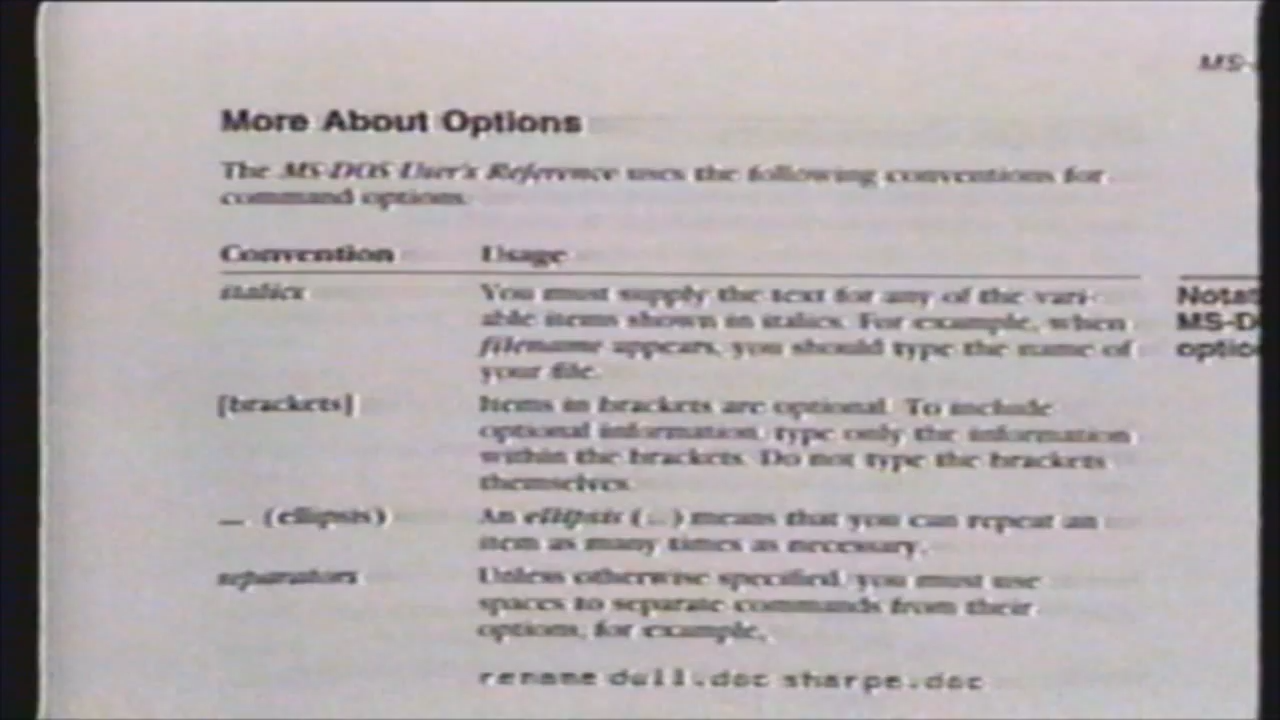 MS-
More About Options
The MS-DOS User's Reference uses the following conventions for
command options.
Convention Usage
italics You must supply the text for any of the vari-
able items shown in italics. For example, when
filename appears, you should type the name of
your file.
[brackets] Items in brackets are optional. To include
optional information, type only the information
within the brackets. Do not type the brackets
themselves.
... (ellipsis) An ellipsis (...) means that you can repeat an
item as many times as necessary.
separators Unless otherwise specified, you must use
spaces to separate commands from their
options, for example,
rename dull.doc sharpe.doc
Notat
MS-D
optio